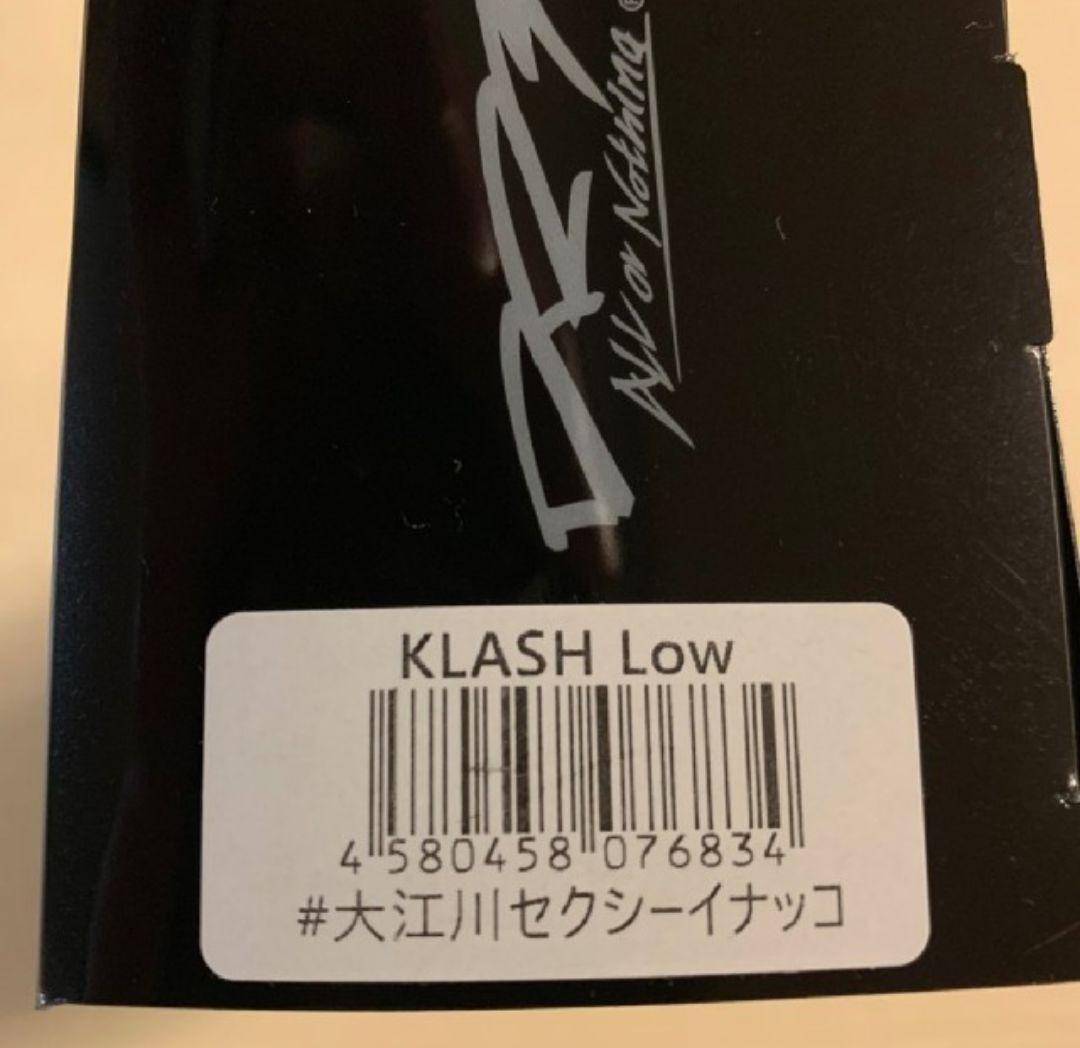 DRT
All or Nothing
®
KLASH Low
4 580458 076834
#大江川セクシーイナッコ